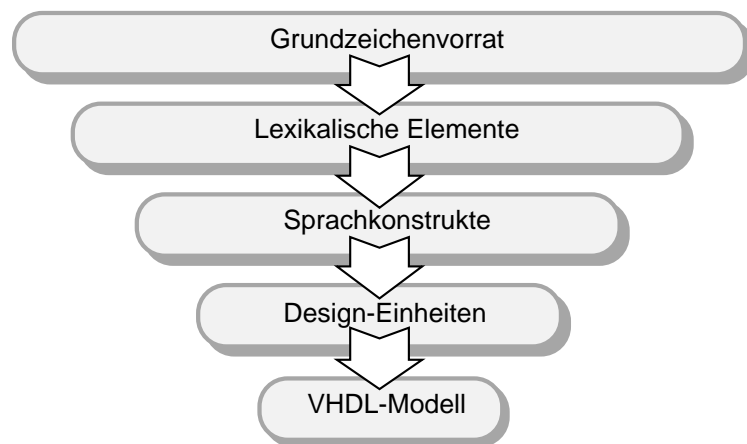 Grundzeichenvorrat
Lexikalische Elemente
Sprachkonstrukte
Design-Einheiten
VHDL-Modell